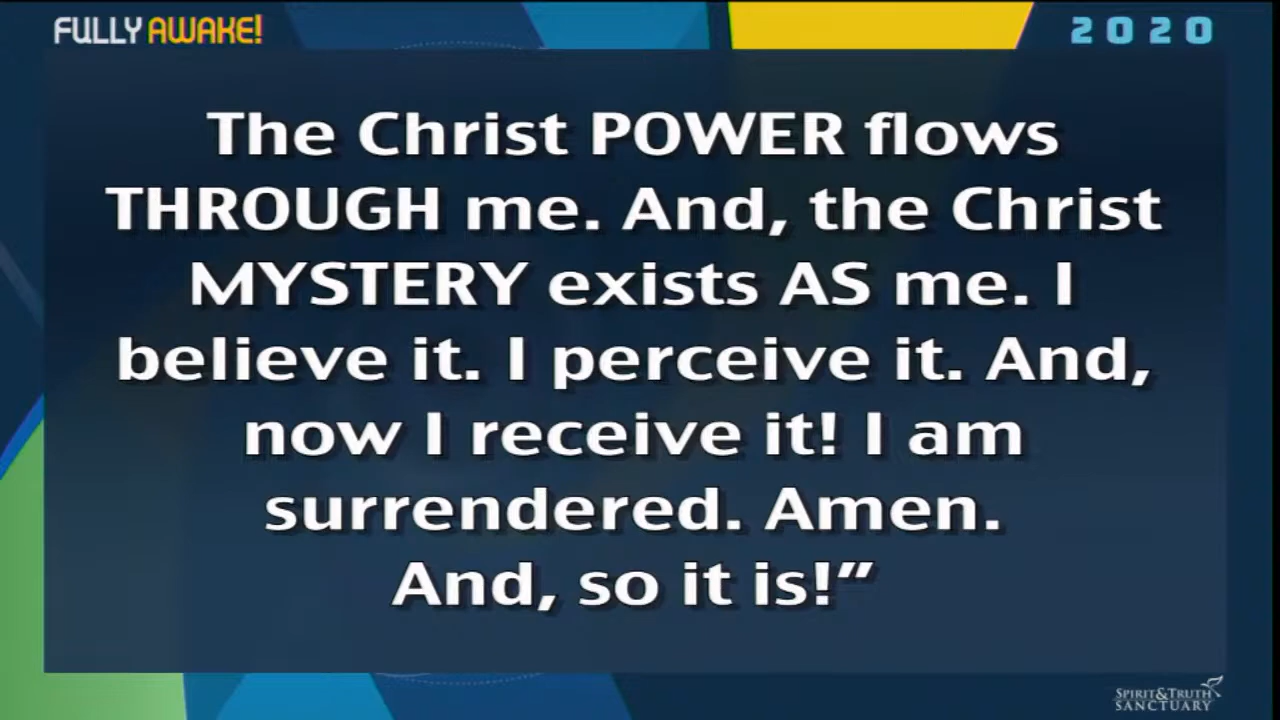 FULLY AWAKE!
2020
The Christ POWER flows
THROUGH me. And, the Christ
MYSTERY exists AS me. I
believe it. I perceive it. And,
now I receive it! I am
surrendered. Amen.
And, so it is!”
SPIRIT&TRUTH
SANCTUARY